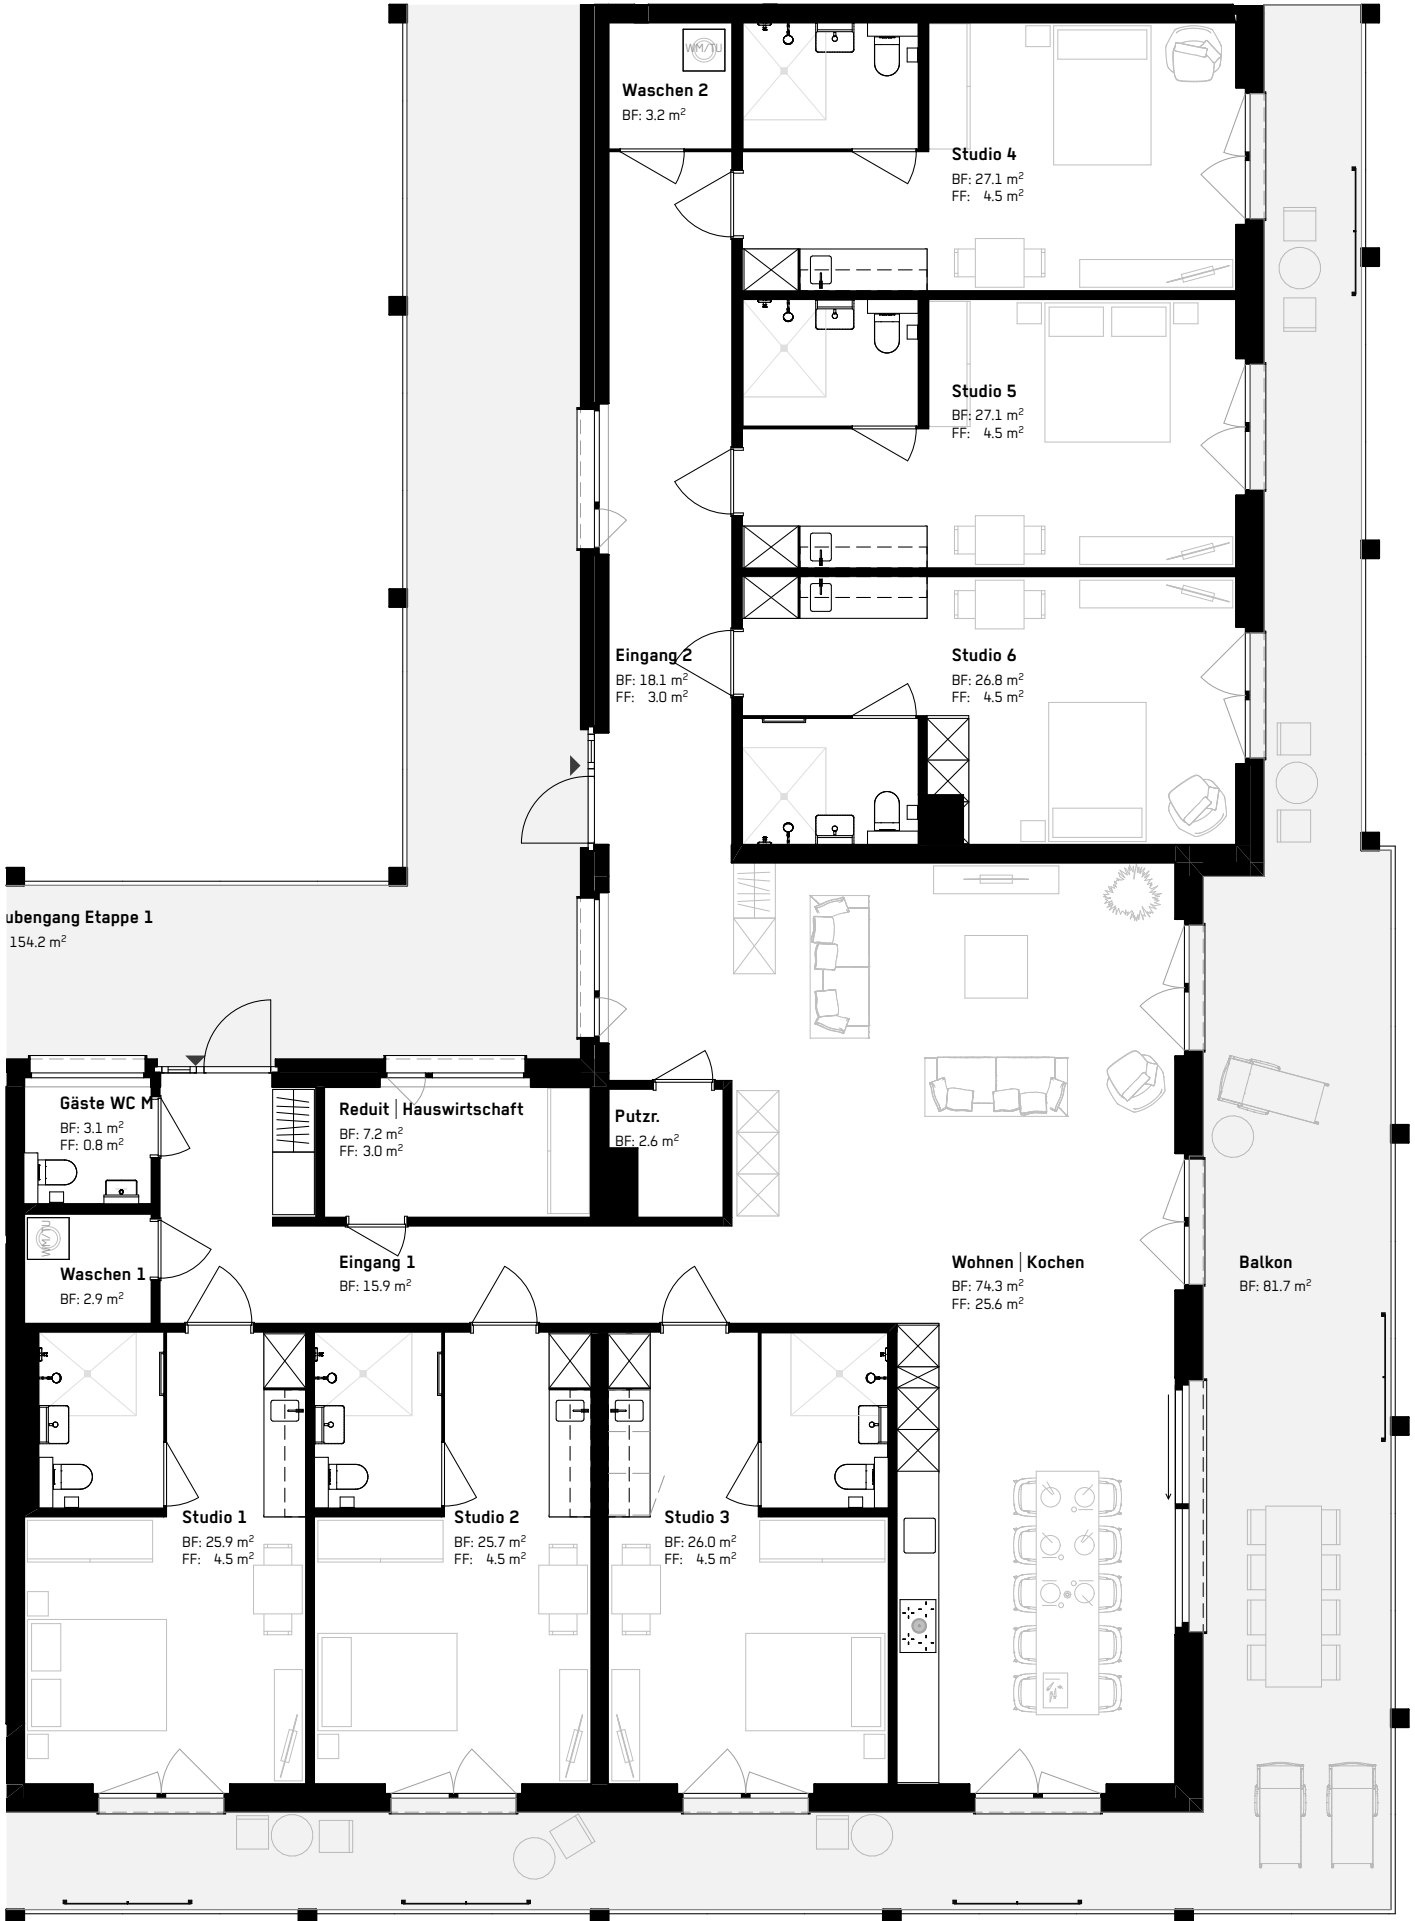 WM/TU
Waschen 2
BF: 3.2 m²
Studio 4
BF: 27.1 m²
FF: 4.5 m²
Studio 5
BF: 27.1 m²
FF: 4.5 m²
Eingang 2
BF: 18.1 m²
FF: 3.0 m²
Studio 6
BF: 26.8 m²
FF: 4.5 m²
ubengang Etappe 1
154.2 m²
Gäste WC M
BF: 3.1 m²
FF: 0.8 m²
Reduit | Hauswirtschaft
BF: 7.2 m²
FF: 3.0 m²
Putzr.
BF: 2.6 m²
WM/TU
Waschen 1
BF: 2.9 m²
Eingang 1
BF: 15.9 m²
Wohnen | Kochen
BF: 74.3 m²
FF: 25.6 m²
Balkon
BF: 81.7 m²
Studio 1
BF: 25.9 m²
FF: 4.5 m²
Studio 2
BF: 25.7 m²
FF: 4.5 m²
Studio 3
BF: 26.0 m²
FF: 4.5 m²